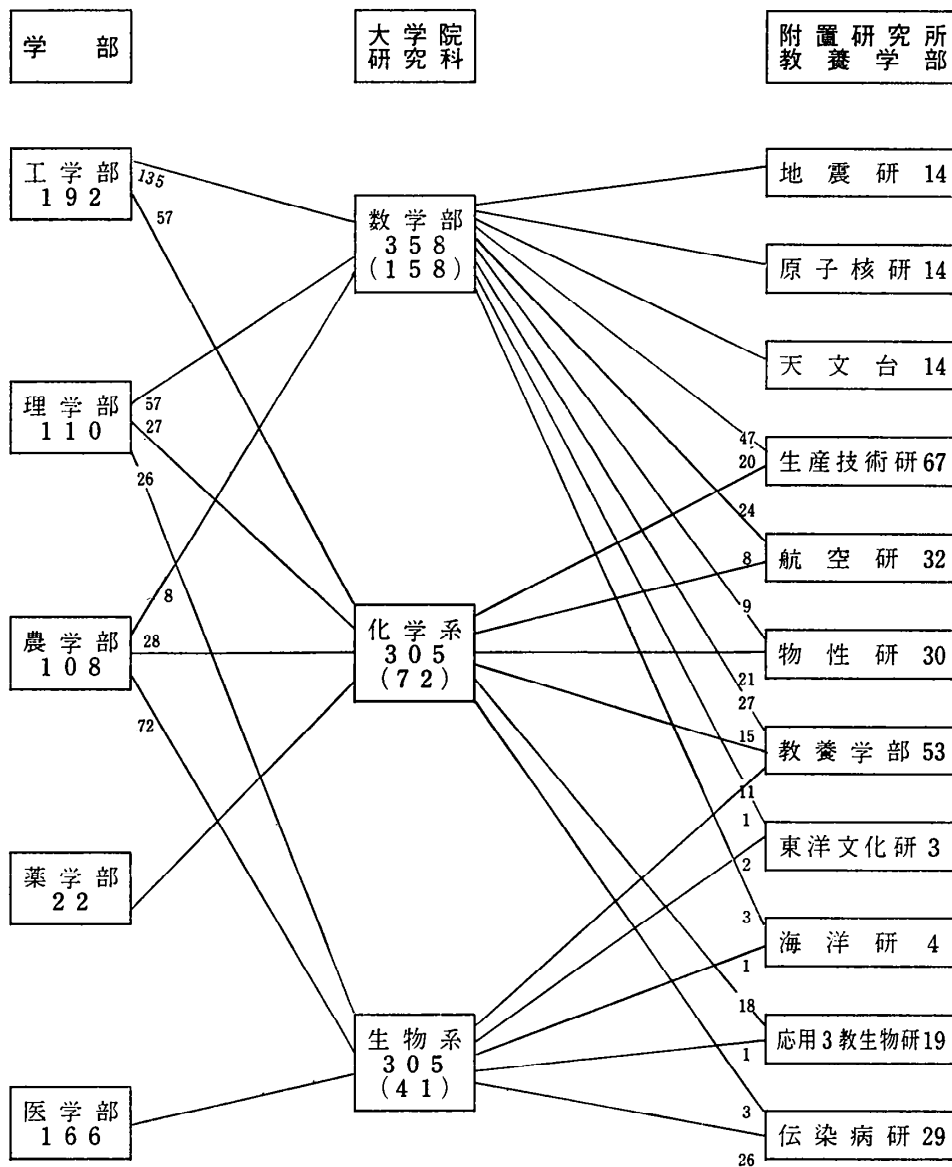 学部
大学院
研究科
附置研究所
教養学部
工学部
192
135
57
理学部
110
57
27
26
農学部
108
8
28
72
薬学部
22
医学部
166
数学部
358
(158)
化学系
305
(72)
生物系
305
(41)
地震研 14
原子核研 14
天文台 14
47
20
生産技術研 67
24
8
航空研 32
9
21
物性研 30
27
15
11
教養学部 53
1
2
東洋文化研 3
3
1
海洋研 4
18
1
応用3教生物研 19
3
26
伝染病研 29